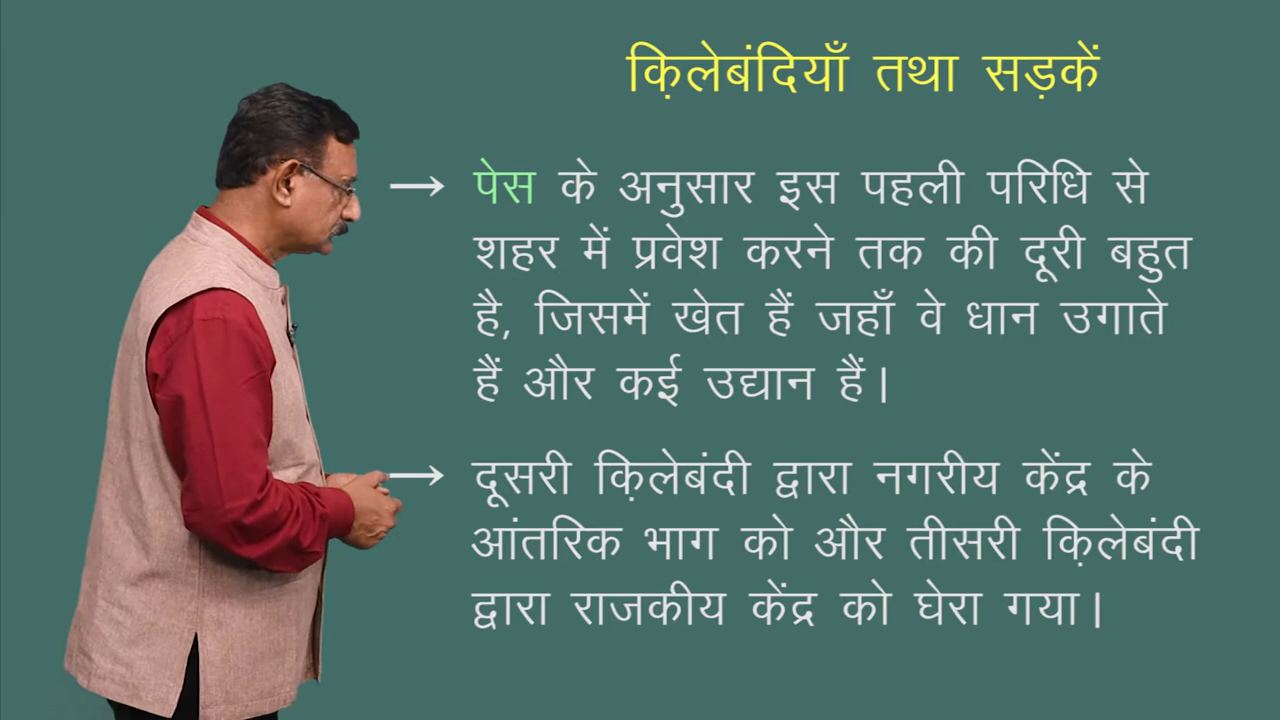 क़िलेबंदियाँ तथा सड़कें
→ पेस के अनुसार इस पहली परिधि से
शहर में प्रवेश करने तक की दूरी बहुत
है, जिसमें खेत हैं जहाँ वे धान उगाते
हैं और कई उद्यान हैं।
→ दूसरी क़िलेबंदी द्वारा नगरीय केंद्र के
आंतरिक भाग को और तीसरी क़िलेबंदी
द्वारा राजकीय केंद्र को घेरा गया।